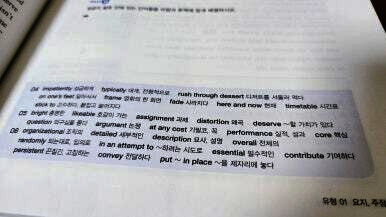 04 impatiently 성급하게 typically 대개, 전형적으로 rush through dessert 디저트를 서둘러 먹다
on one's feet 일어서서 frame 영화의 한 화면 fade 사라지다 here and now 현재 timetable 시간표
stick to 고수하다, 붙잡고 늘어지다
05 bright 총명한 likeable 호감이 가는 assignment 과제 distortion 왜곡 deserve ~할 가치가 있다
question 의구심을 품다 argument 논쟁 at any cost 기필코, 꼭 performance 실적, 성과 core 핵심
06 organizational 조직의 detailed 세부적인 description 묘사, 설명 overall 전체의
randomly 되는대로, 임의로 in an attempt to ~하려는 시도로 essential 필수적인 contribute 기여하다
persistent 끈질긴, 고집하는 convey 전달하다 put ~ in place ~을 제자리에 놓다
유형 01 요지, 주장